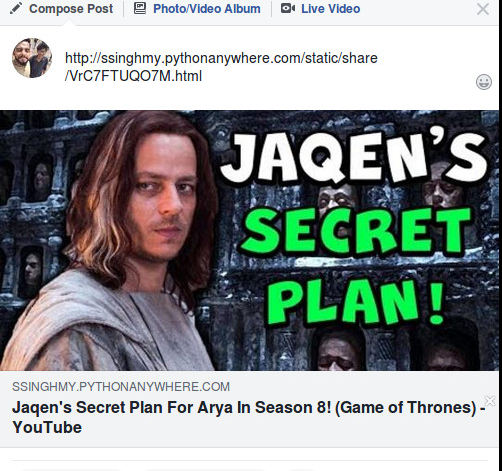 Compose Post Photo/Video Album Live Video
http://ssinghmy.pythonanywhere.com/static/share
/VrC7FTUQO7M.html
JAQEN'S
SECRET
PLAN!
SSINGHMY.PYTHONANYWHERE.COM
Jaqen's Secret Plan For Arya In Season 8! (Game of Thrones) -
YouTube